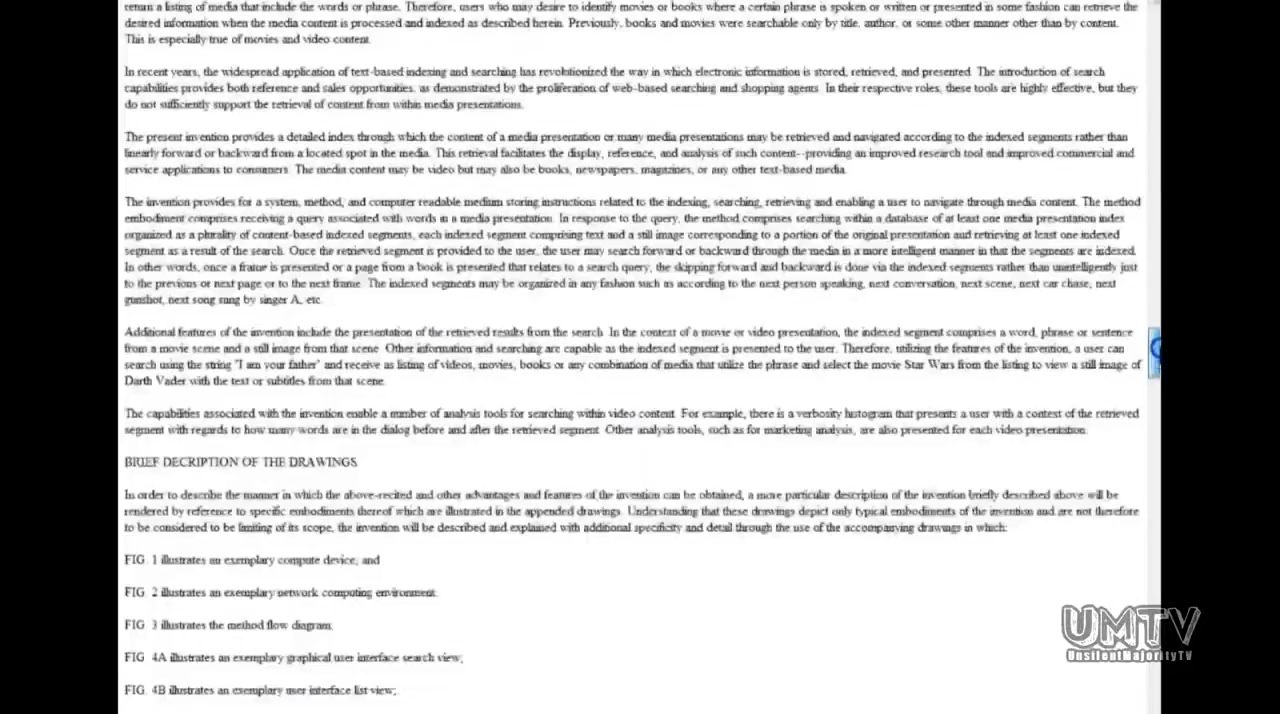 return a listing of media that include the words or phrase. Therefore, users who may desire to identify movies or books where a certain phrase is spoken or written or presented in some fashion can retrieve the
desired information when the media content is processed and indexed as described herein. Previously, books and movies were searchable only by title, author, or some other manner other than by content.
This is especially true of movies and video content.
In recent years, the widespread application of text-based indexing and searching has revolutionized the way in which electronic information is stored, retrieved, and presented. The introduction of search
capabilities provides both reference and sales opportunities, as demonstrated by the proliferation of web-based searching and shopping agents. In their respective roles, these tools are highly effective, but they
do not sufficiently support the retrieval of content from within media presentations.
The present invention provides a detailed index through which the content of a media presentation or many media presentations may be retrieved and navigated according to the indexed segments rather than
linearly forward or backward from a located spot in the media. This retrieval facilitates the display, reference, and analysis of such content--providing an improved research tool and improved commercial and
service applications to consumers. The media content may be video but may also be books, newspapers, magazines, or any other text-based media.
The invention provides for a system, method, and computer readable medium storing instructions related to the indexing, searching, retrieving and enabling a user to navigate through media content. The method
embodiment comprises receiving a query associated with words in a media presentation. In response to the query, the method comprises searching within a database of at least one media presentation index
organized as a plurality of content-based indexed segments, each indexed segment comprising text and a still image corresponding to a portion of the original presentation and retrieving at least one indexed
segment as a result of the search. Once the retrieved segment is provided to the user, the user may search forward or backward through the media in a more intelligent manner in that the segments are indexed.
In other words, once a frame is presented or a page from a book is presented that relates to a search query, the skipping forward and backward is done via the indexed segments rather than unintelligently just
to the previous or next page or to the next frame. The indexed segments may be organized in any fashion such as according to the next person speaking, next conversation, next scene, next car chase, next
gunshot, next song sung by singer A, etc.
Additional features of the invention include the presentation of the retrieved results from the search. In the context of a movie or video presentation, the indexed segment comprises a word, phrase or sentence
from a movie scene and a still image from that scene. Other information and searching are capable as the indexed segment is presented to the user. Therefore, utilizing the features of the invention, a user can
search using the string "I am your father" and receive as listing of videos, movies, books or any combination of media that utilize the phrase and select the movie Star Wars from the listing to view a still image of
Darth Vader with the text or subtitles from that scene.
The capabilities associated with the invention enable a number of analysis tools for searching within video content. For example, there is a verbosity histogram that presents a user with a context of the retrieved
segment with regards to how many words are in the dialog before and after the retrieved segment. Other analysis tools, such as for marketing analysis, are also presented for each video presentation.
BRIEF DECRIPTION OF THE DRAWINGS
In order to describe the manner in which the above-recited and other advantages and features of the invention can be obtained, a more particular description of the invention briefly described above will be
rendered by reference to specific embodiments thereof which are illustrated in the appended drawings. Understanding that these drawings depict only typical embodiments of the invention and are not therefore
to be considered to be limiting of its scope, the invention will be described and explained with additional specificity and detail through the use of the accompanying drawings in which:
FIG. 1 illustrates an exemplary compute device; and
FIG. 2 illustrates an exemplary network computing environment.
FIG. 3 illustrates the method flow diagram;
FIG. 4A illustrates an exemplary graphical user interface search view;
FIG. 4B illustrates an exemplary user interface list view;
UMTV
UnsilentMajorityTV